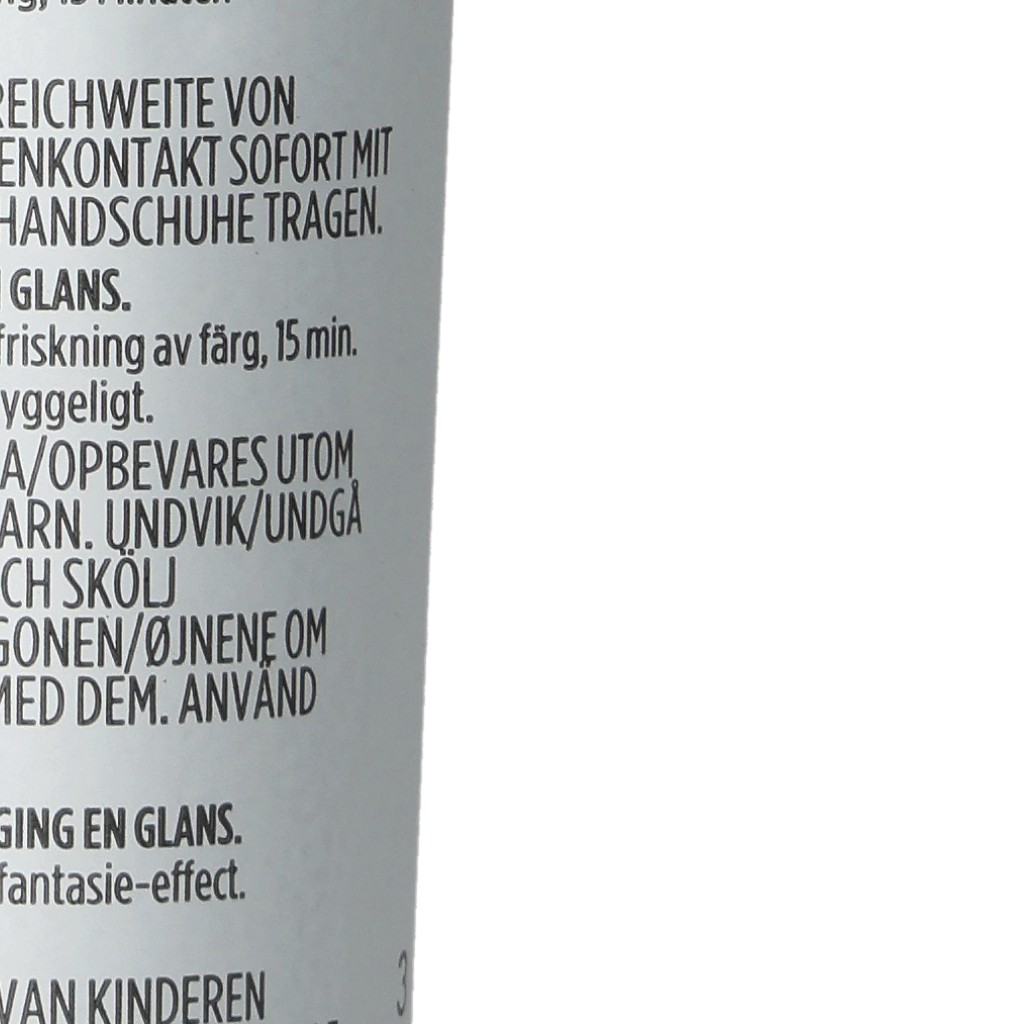 REICHWEITE VON
ENKONTAKT SOFORT MIT
HANDSCHUHE TRAGEN.
GLANS.
friskning av färg, 15 min.
yggeligt.
A/OPBEVARES UTOM
ARN. UNDVIK/UNDGÅ
CH SKÖLJ
GONEN/ØJNENE OM
MED DEM. ANVÄND
GING EN GLANS.
fantasie-effect.
3
VAN KINDEREN